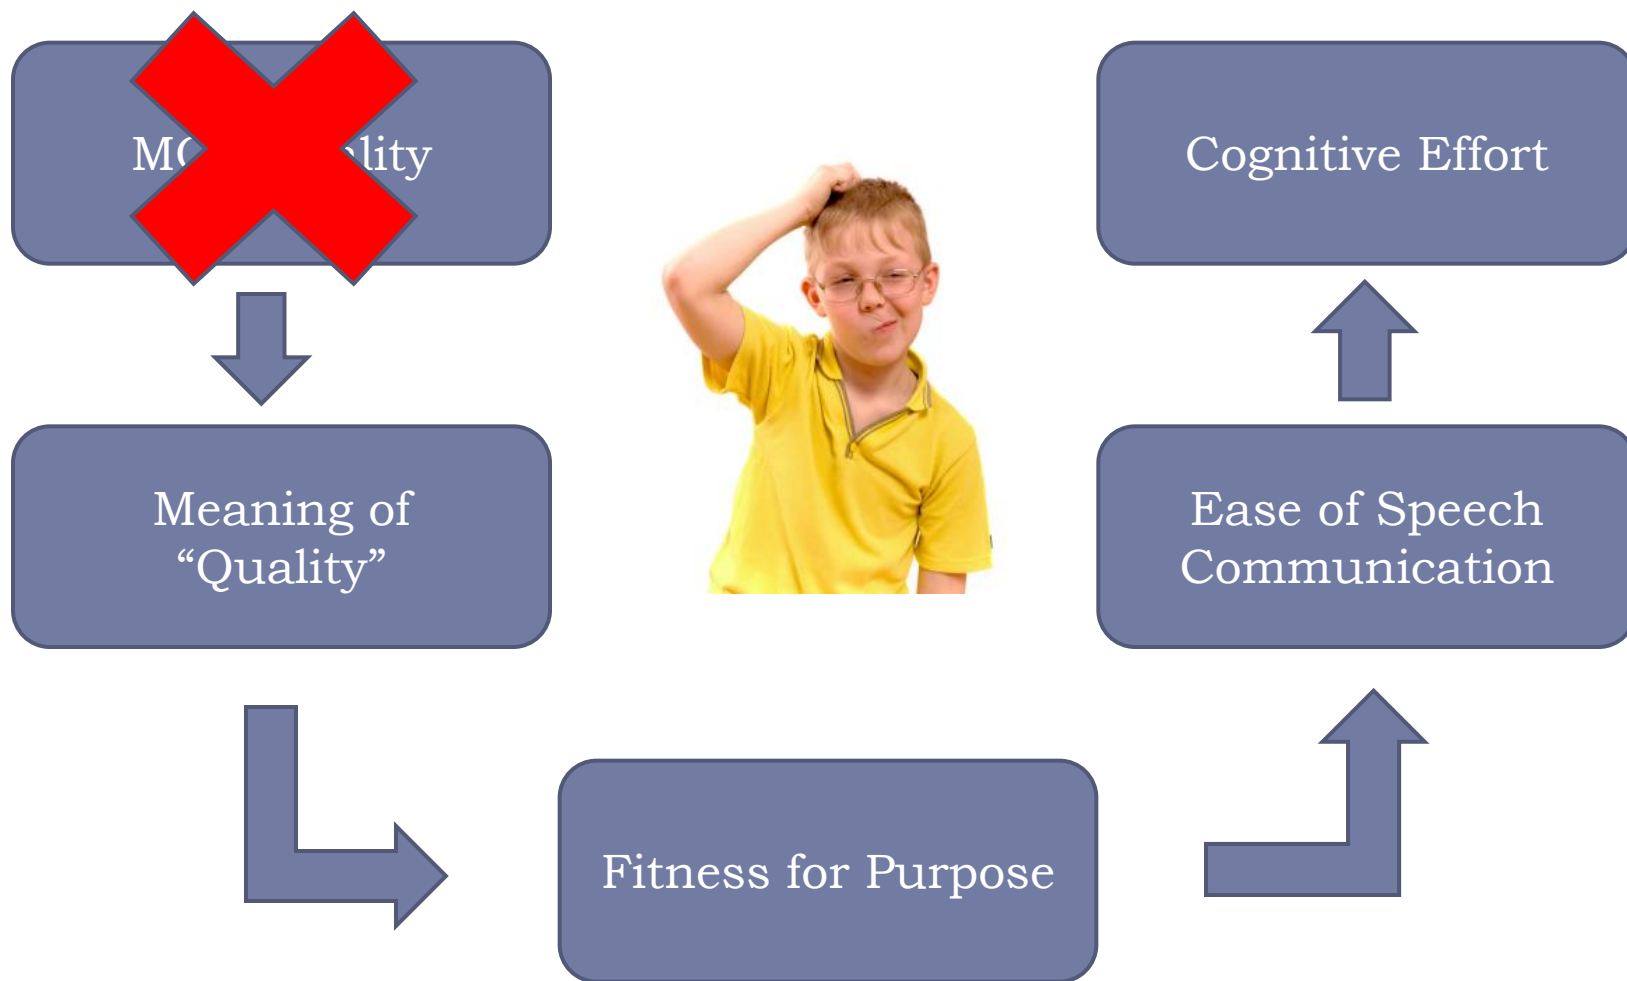 Meaning of
“Quality”
Fitness for Purpose
Ease of Speech
Communication
Cognitive Effort